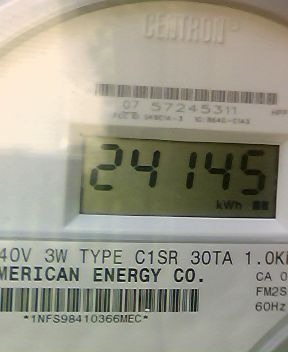 CENTRON
07 57245311
24145
kWh
40V 3W TYPE C1SR 30TA 1.0K
MERICAN ENERGY CO.
CA 0
FM2S
60Hz
*1NFS98410366MEC*